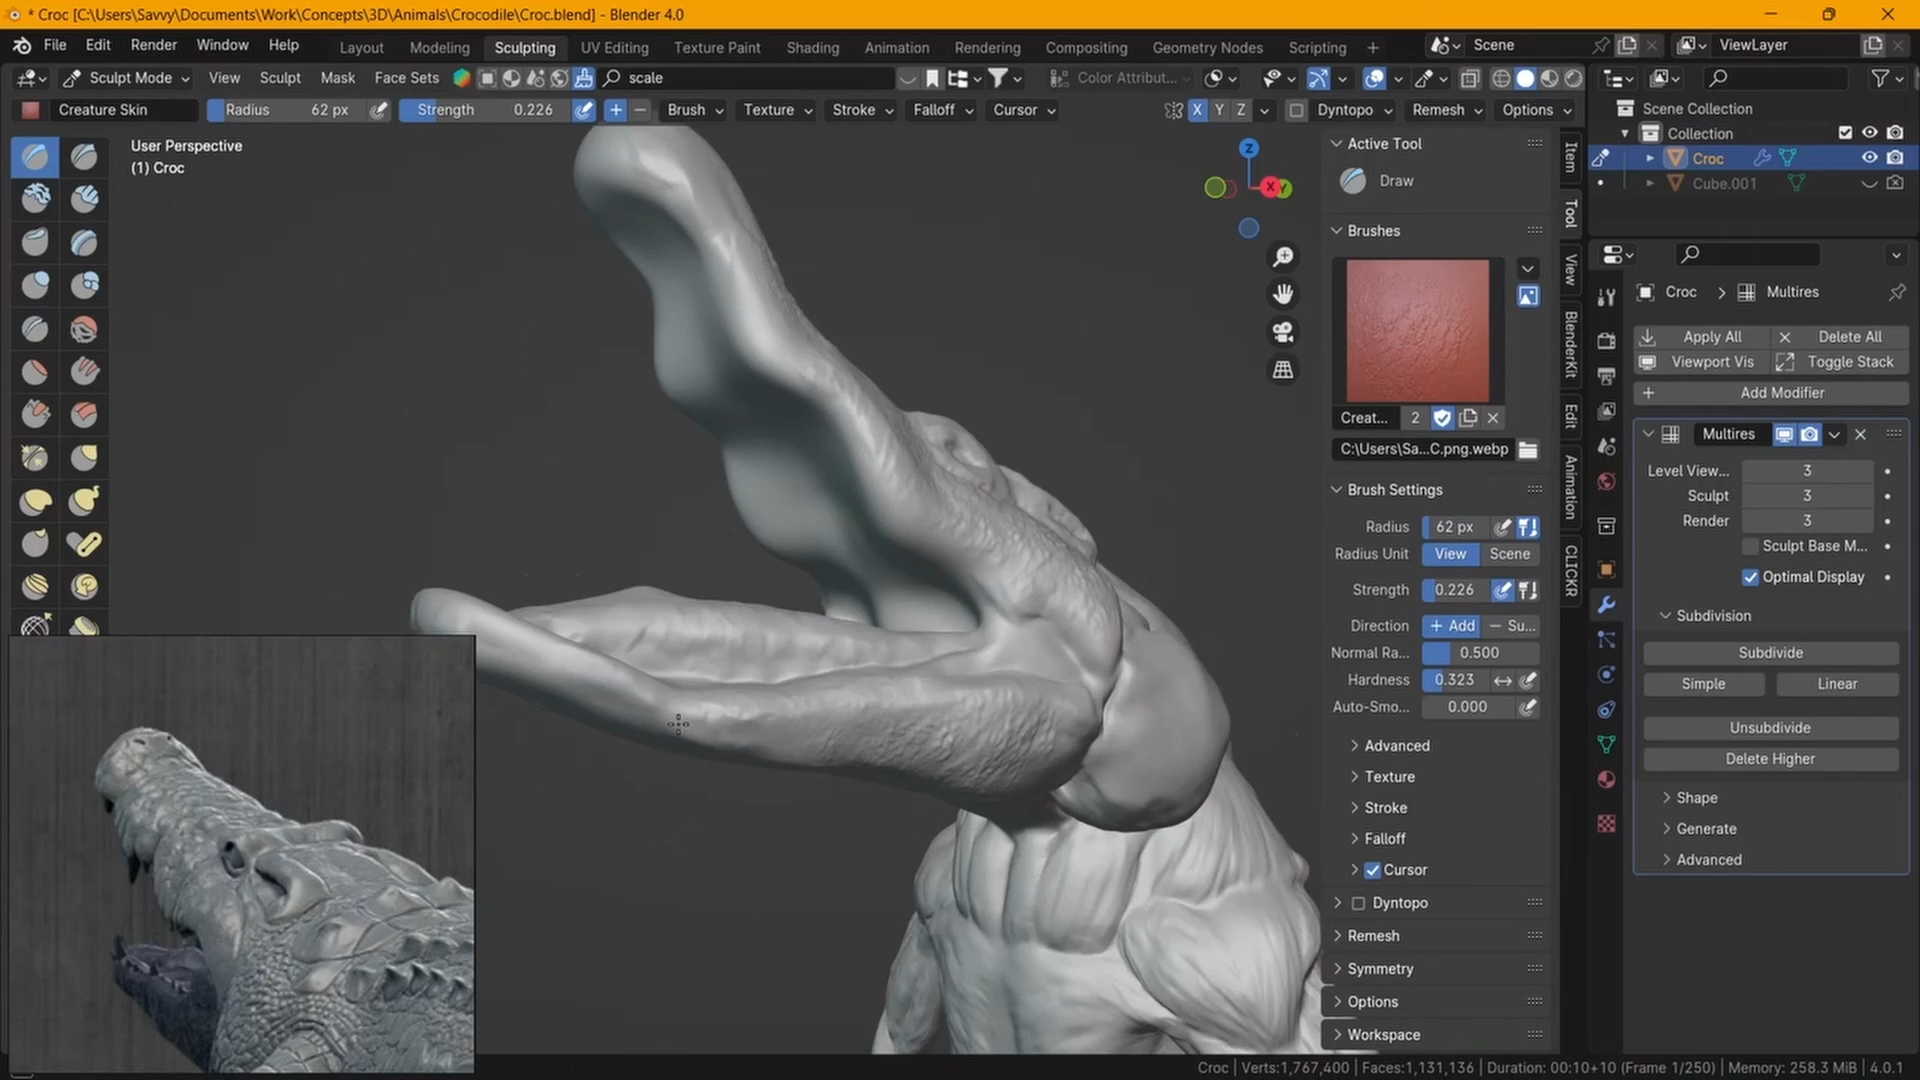 * Croc [C:\Users\Savvy\Documents\Work\Concepts\3D\Animals\Crocodile\Croc.blend] - Blender 4.0
File Edit Render Window Help Layout Modeling Sculpting UV Editing Texture Paint Shading Animation Rendering Compositing Geometry Nodes Scripting + Scene ViewLayer
Sculpt Mode View Sculpt Mask Face Sets scale Color Attribut...
Creature Skin Radius 62 px Strength 0.226 Brush Texture Stroke Falloff Cursor X Y Z Dyntopo Remesh Options
User Perspective
(1) Croc
Z
X Y
Active Tool
Draw
Brushes
Creat... 2
C:\Users\Sa...C.png.webp
Brush Settings
Radius 62 px
Radius Unit View Scene
Strength 0.226
Direction + Add − Su...
Normal Ra... 0.500
Hardness 0.323
Auto-Smo... 0.000
Advanced
Texture
Stroke
Falloff
Cursor
Dyntopo
Remesh
Symmetry
Options
Workspace
Item
Tool
View
BlenderKit
Edit
Animation
CLICKR
Scene Collection
Collection
Croc
Cube.001
Croc > Multires
Apply All Delete All
Viewport Vis Toggle Stack
Add Modifier
Multires
Level View... 3
Sculpt 3
Render 3
Sculpt Base M...
Optimal Display
Subdivision
Subdivide
Simple Linear
Unsubdivide
Delete Higher
Shape
Generate
Advanced
Croc | Verts:1,767,400 | Faces:1,131,136 | Duration: 00:10+10 (Frame 1/250) | Memory: 258.3 MiB | 4.0.1